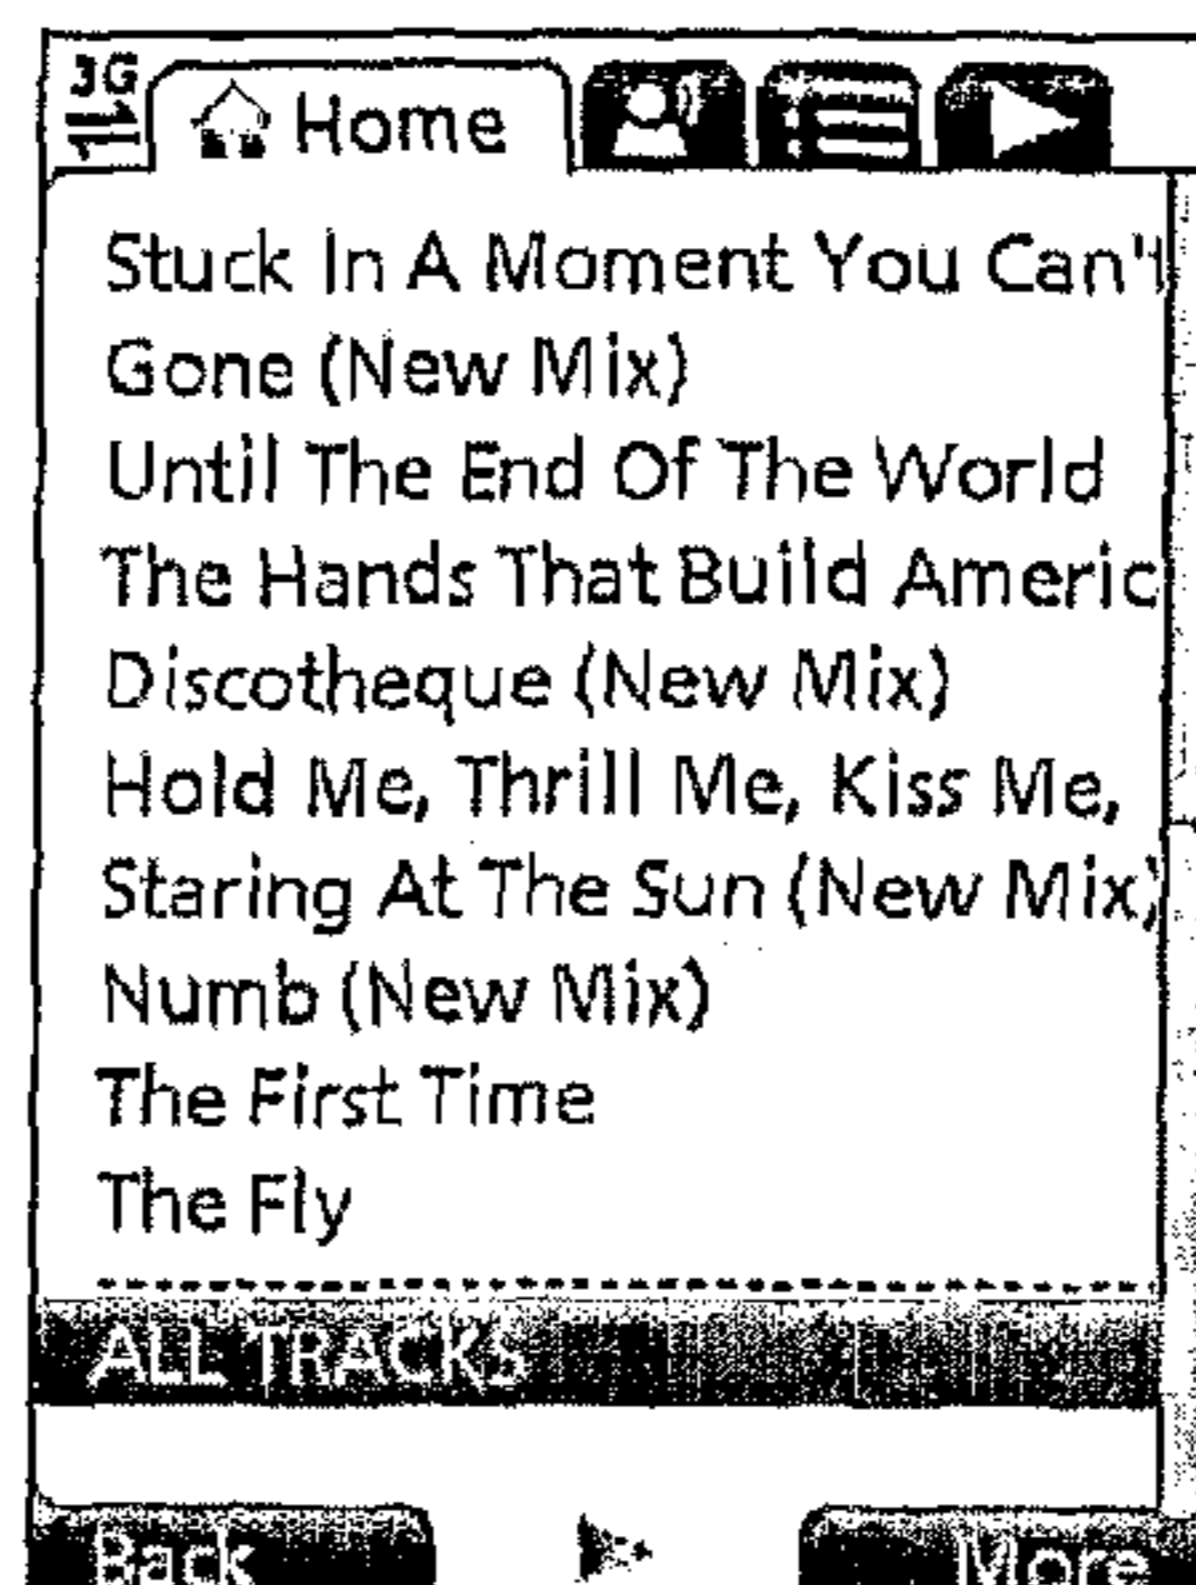 3G
Home
Stuck In A Moment You Can't
Gone (New Mix)
Until The End Of The World
The Hands That Build Americ
Discotheque (New Mix)
Hold Me, Thrill Me, Kiss Me,
Staring At The Sun (New Mix)
Numb (New Mix)
The First Time
The Fly
ALL TRACKS
Back
More